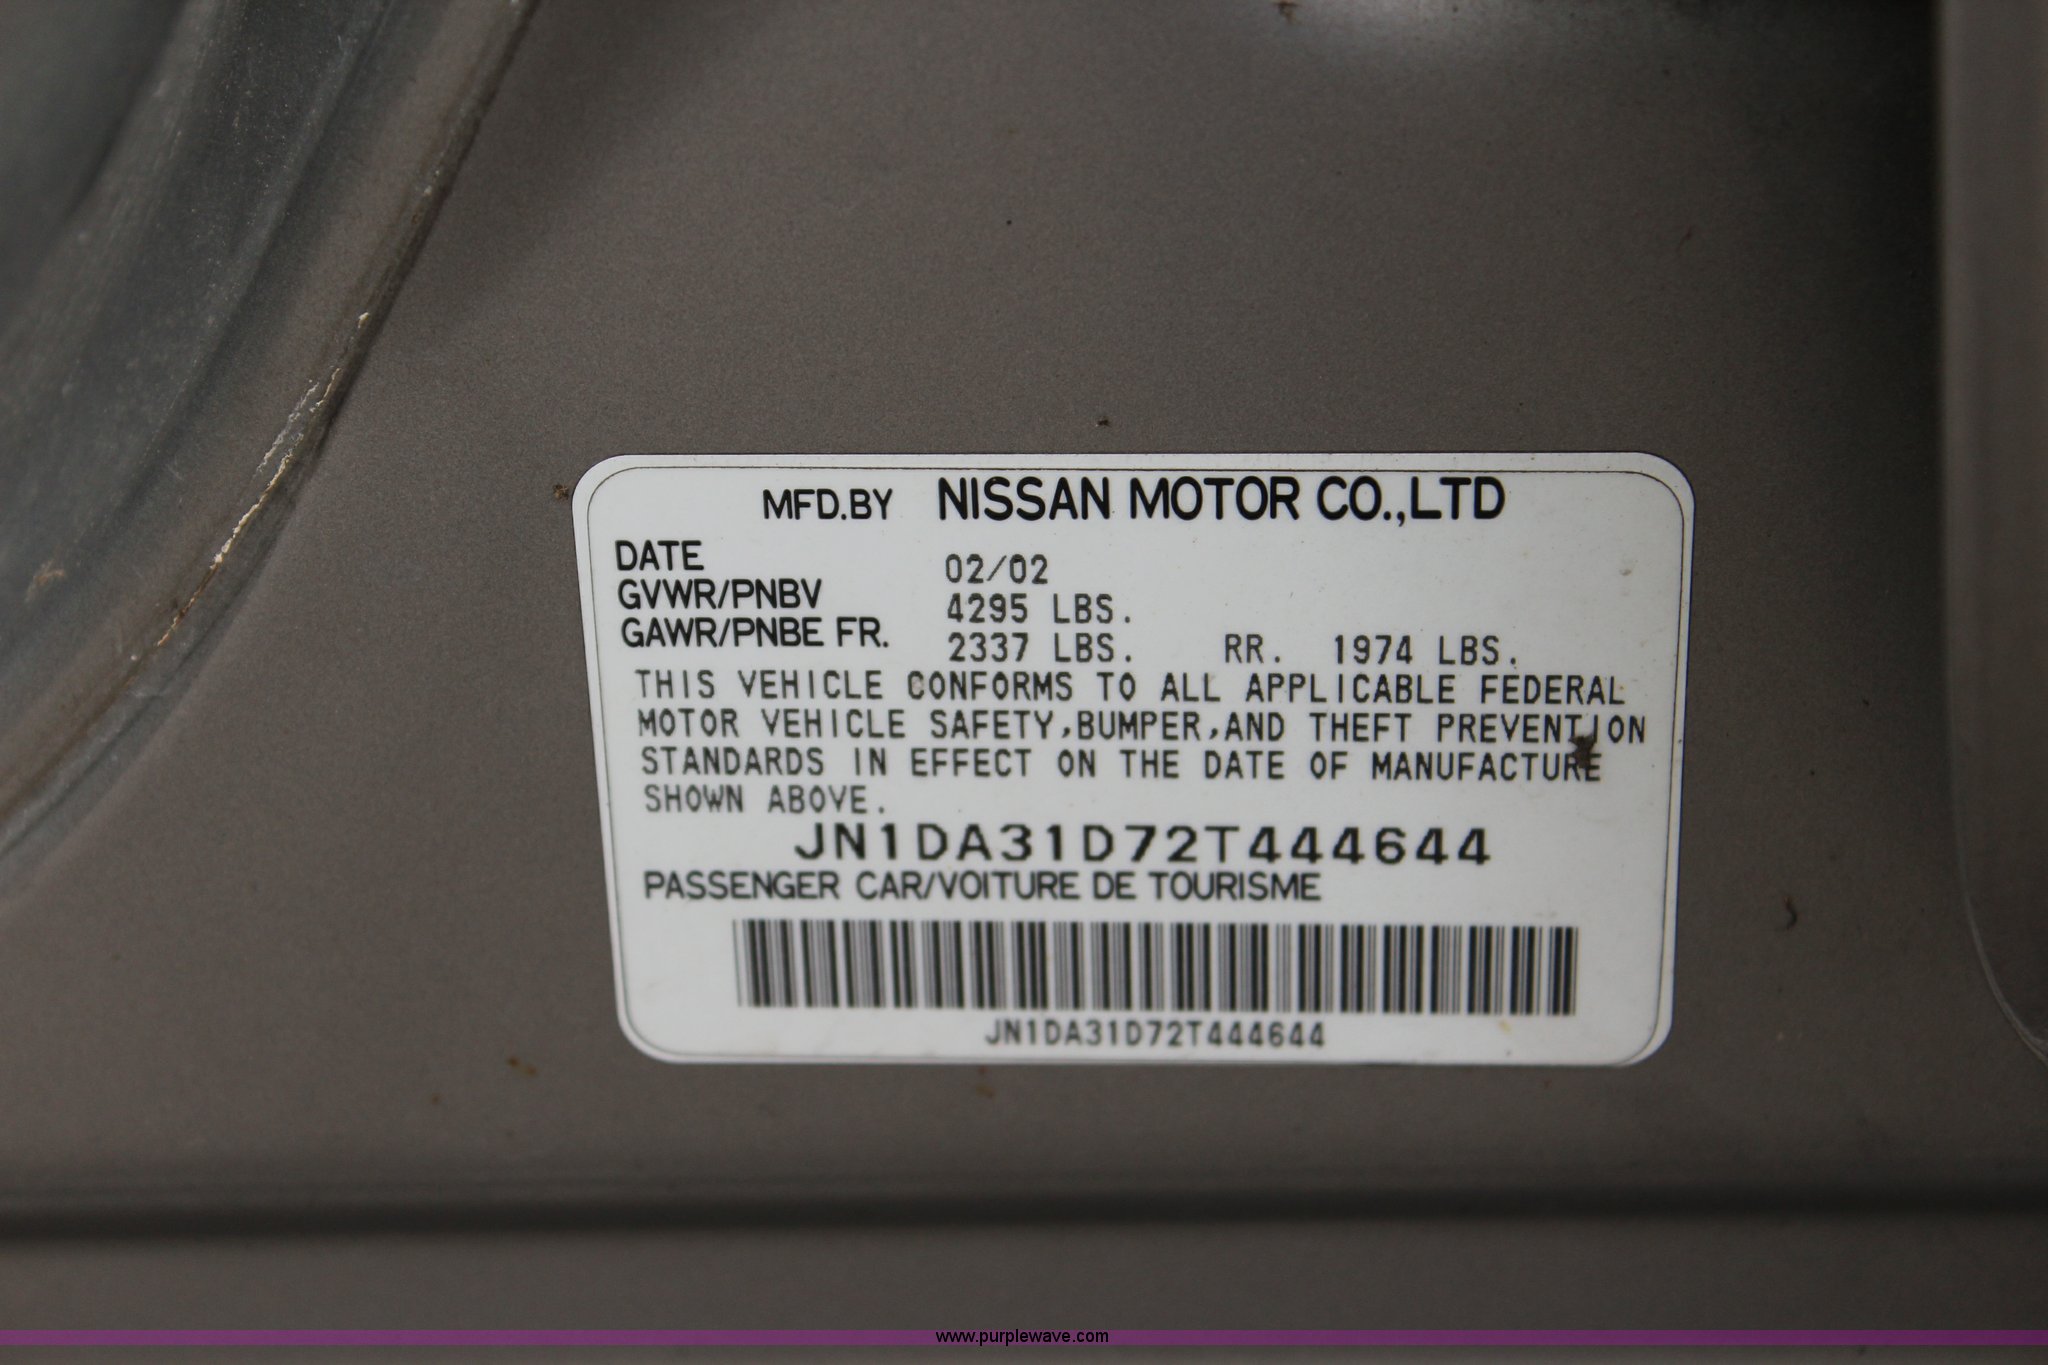 MFD.BY NISSAN MOTOR CO.,LTD
DATE 02/02
GVWR/PNBV 4295 LBS.
GAWR/PNBE FR. 2337 LBS. RR. 1974 LBS.
THIS VEHICLE CONFORMS TO ALL APPLICABLE FEDERAL
MOTOR VEHICLE SAFETY,BUMPER,AND THEFT PREVENTION
STANDARDS IN EFFECT ON THE DATE OF MANUFACTURE
SHOWN ABOVE.
JN1DA31D72T444644
PASSENGER CAR/VOITURE DE TOURISME
JN1DA31D72T444644
www.purplewave.com